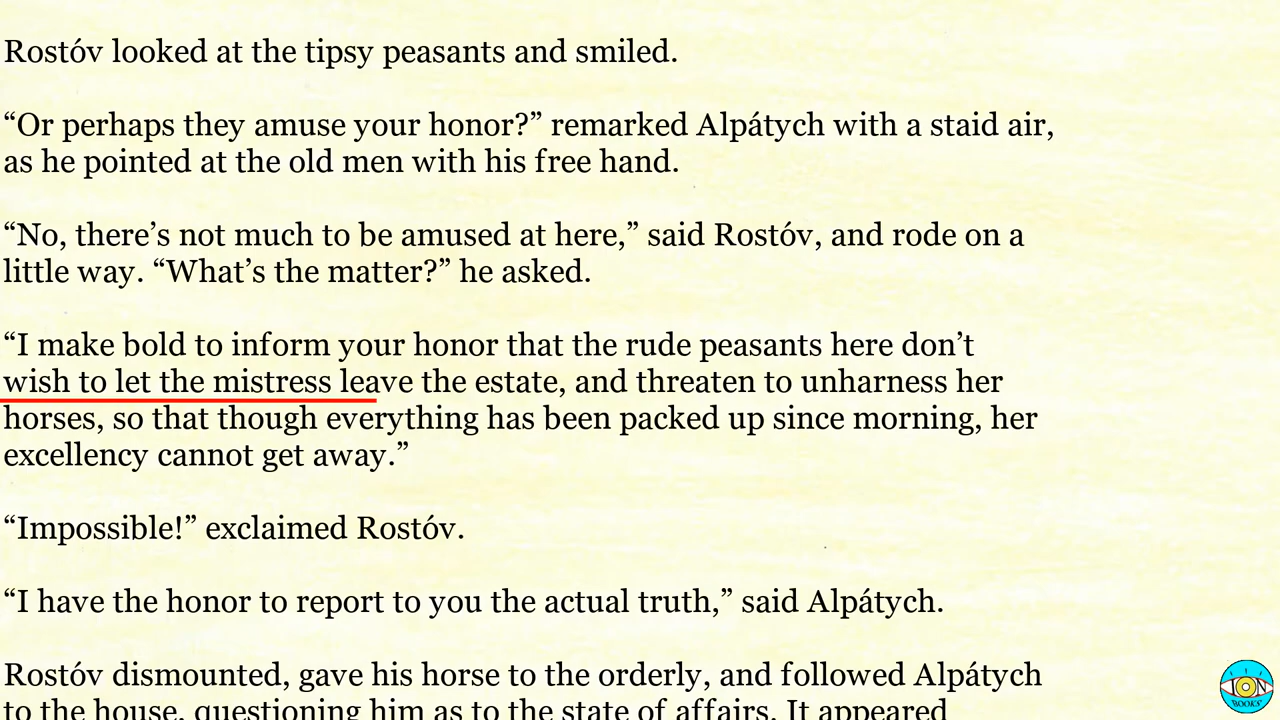 Rostóv looked at the tipsy peasants and smiled.
“Or perhaps they amuse your honor?” remarked Alpátych with a staid air,
as he pointed at the old men with his free hand.
“No, there’s not much to be amused at here,” said Rostóv, and rode on a
little way. “What’s the matter?” he asked.
“I make bold to inform your honor that the rude peasants here don’t
wish to let the mistress leave the estate, and threaten to unharness her
horses, so that though everything has been packed up since morning, her
excellency cannot get away.”
“Impossible!” exclaimed Rostóv.
“I have the honor to report to you the actual truth,” said Alpátych.
Rostóv dismounted, gave his horse to the orderly, and followed Alpátych
to the house, questioning him as to the state of affairs. It appeared
ION
BOOKS